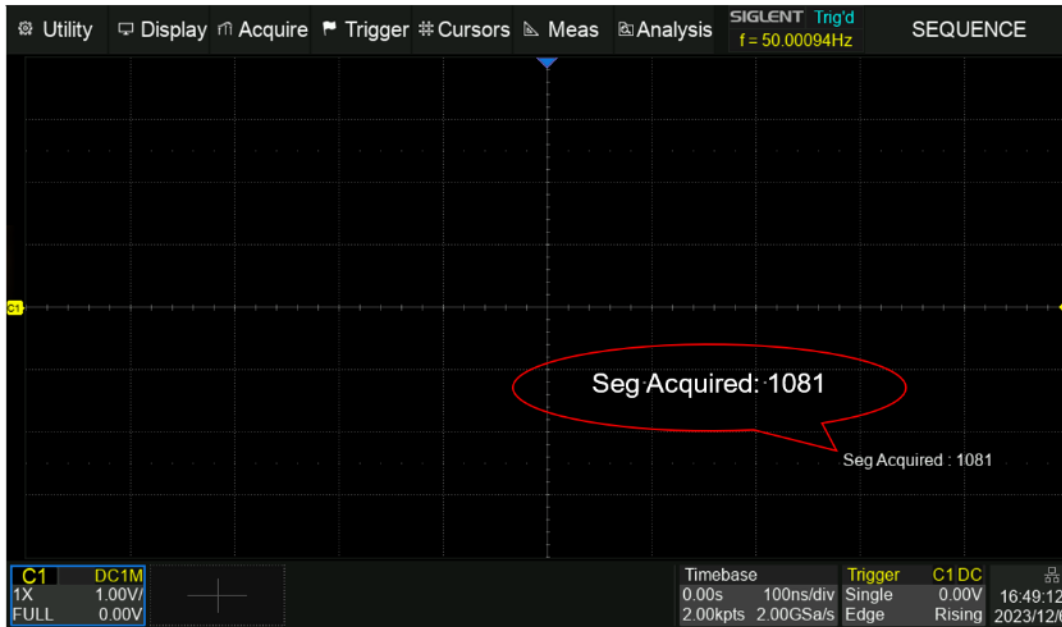 Utility Display Acquire Trigger Cursors Meas Analysis SIGLENT Trig'd SEQUENCE
f = 50.00094Hz
C1
Seg Acquired: 1081
Seg Acquired : 1081
C1 DC1M
1X 1.00V/
FULL 0.00V
Timebase
0.00s 100ns/div
2.00kpts 2.00GSa/s
Trigger C1 DC
Single 0.00V
Edge Rising
16:49:12